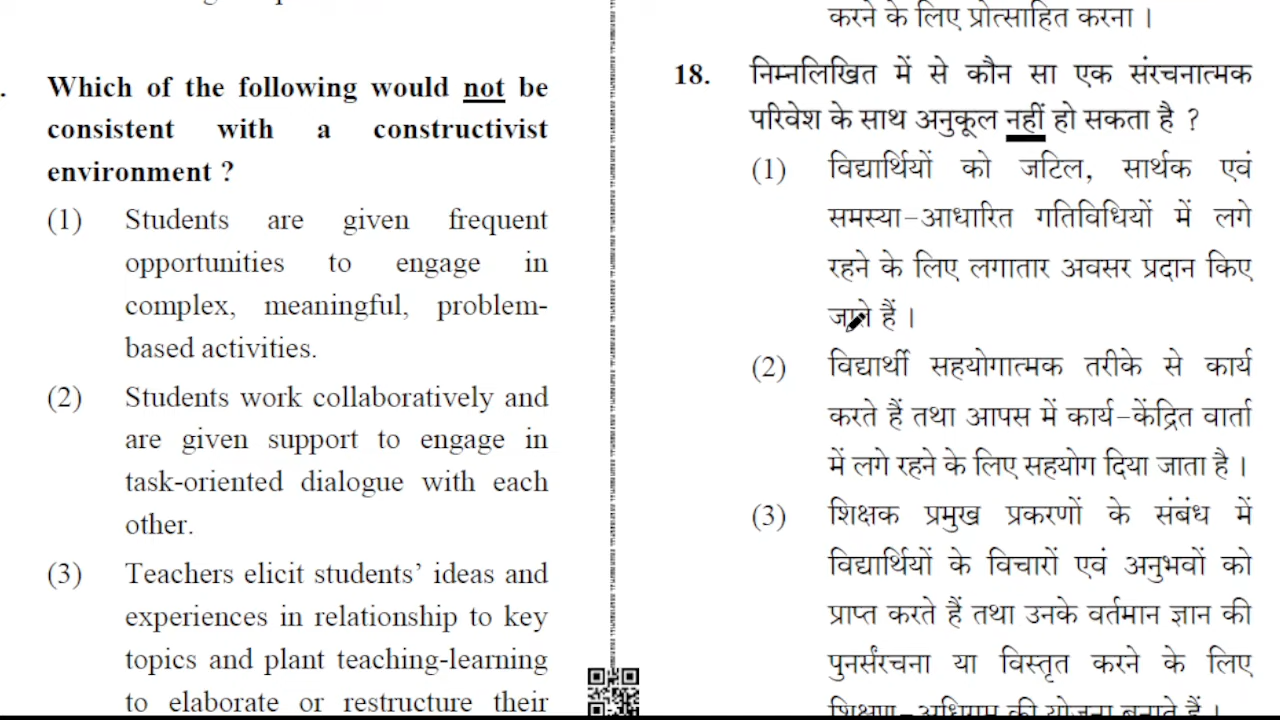 Which of the following would not be
consistent with a constructivist
environment ?
(1) Students are given frequent
opportunities to engage in
complex, meaningful, problem-
based activities.
(2) Students work collaboratively and
are given support to engage in
task-oriented dialogue with each
other.
(3) Teachers elicit students’ ideas and
experiences in relationship to key
topics and plant teaching-learning
to elaborate or restructure their
करने के लिए प्रोत्साहित करना ।
18. निम्नलिखित में से कौन सा एक संरचनात्मक
परिवेश के साथ अनुकूल नहीं हो सकता है ?
(1) विद्यार्थियों को जटिल, सार्थक एवं
समस्या-आधारित गतिविधियों में लगे
रहने के लिए लगातार अवसर प्रदान किए
जाते हैं ।
(2) विद्यार्थी सहयोगात्मक तरीके से कार्य
करते हैं तथा आपस में कार्य-केंद्रित वार्ता
में लगे रहने के लिए सहयोग दिया जाता है ।
(3) शिक्षक प्रमुख प्रकरणों के संबंध में
विद्यार्थियों के विचारों एवं अनुभवों को
प्राप्त करते हैं तथा उनके वर्तमान ज्ञान की
पुनर्संरचना या विस्तृत करने के लिए
शिक्षण-अधिगम की योजना बनाते हैं ।